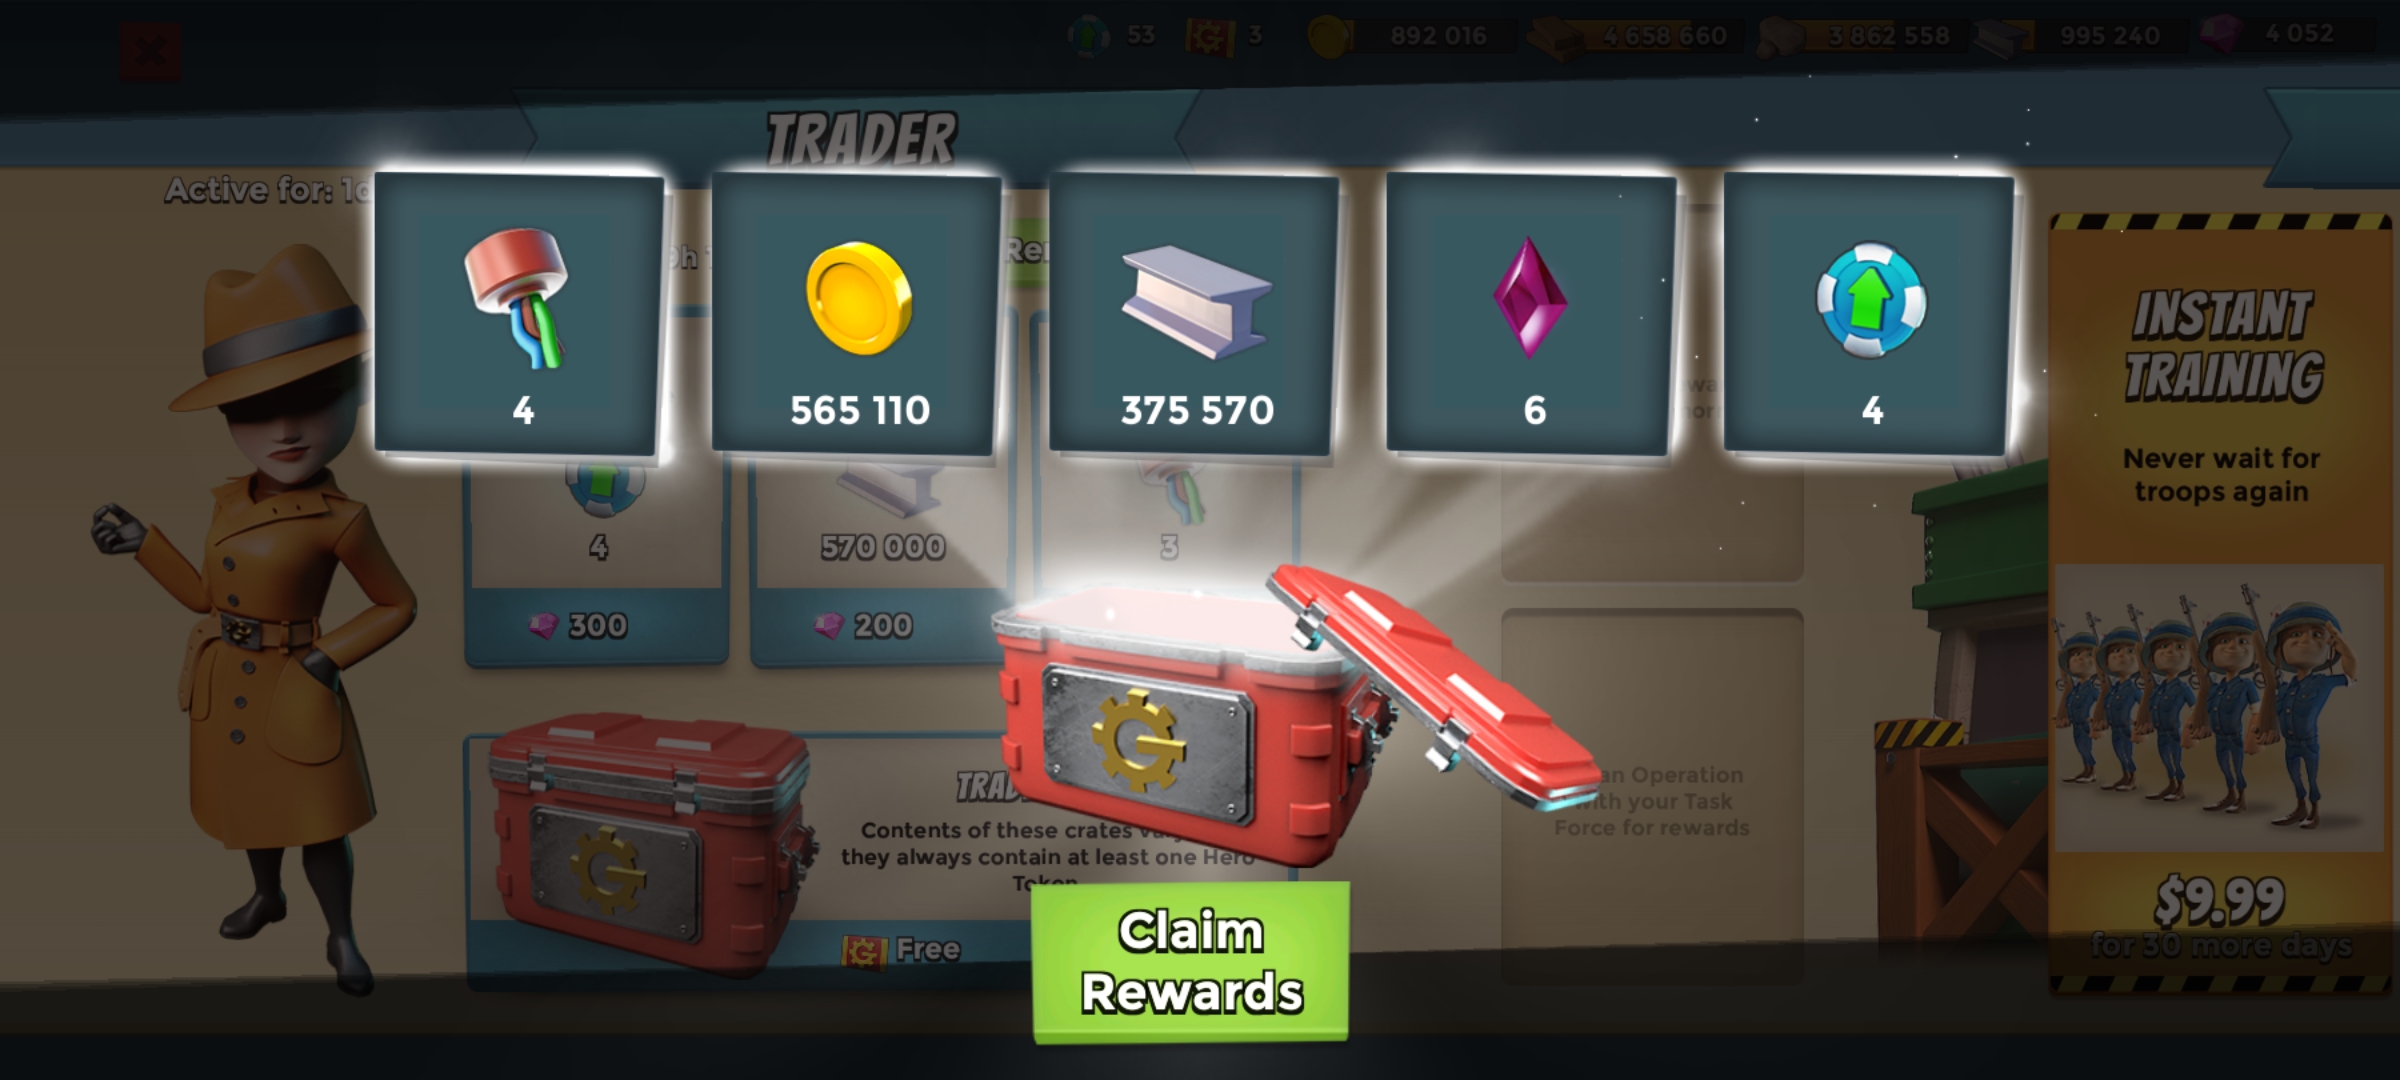 53
3
892 016
4 658 660
3 862 558
995 240
4 052
TRADER
Active for: 1d
4
565 110
375 570
6
4
4
570 000
3
300
200
Contents of these crates
they always contain at least one Hero
Token
Free
an Operation
with your Task
Force for rewards
INSTANT
TRAINING
Never wait for
troops again
$9.99
for 30 more days
Claim
Rewards